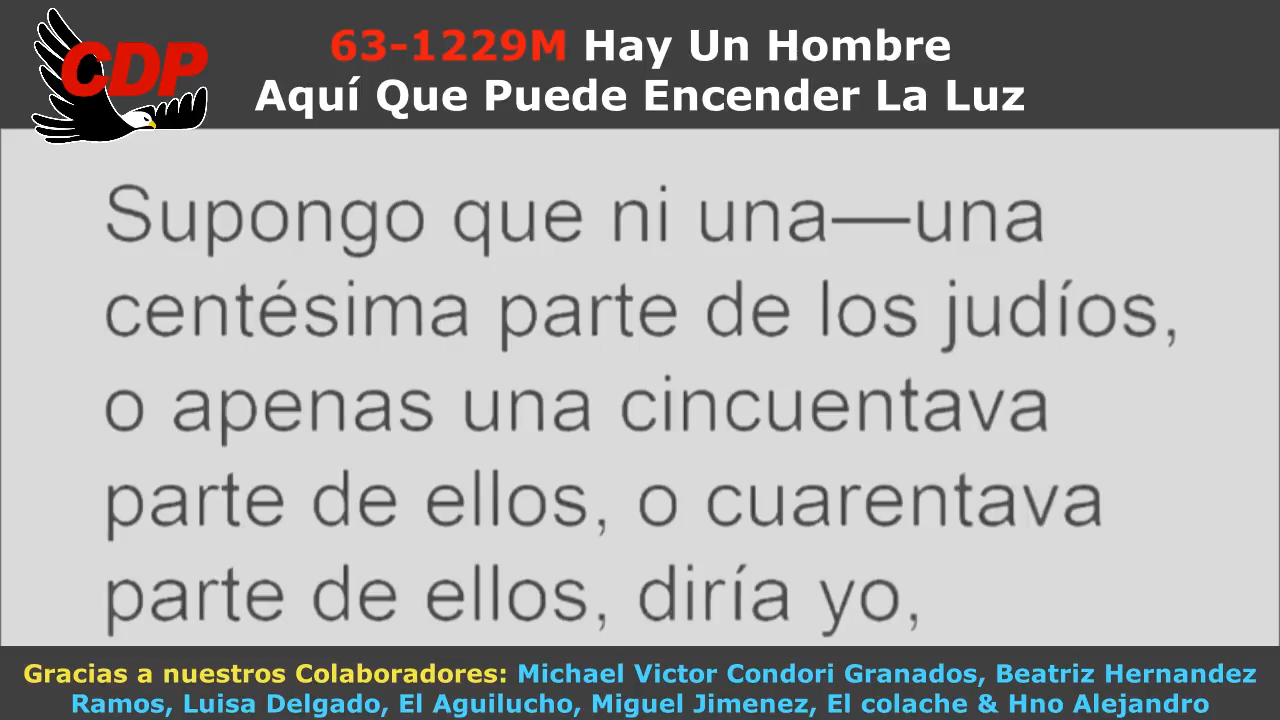 CDP
63-1229M Hay Un Hombre
Aquí Que Puede Encender La Luz
Supongo que ni una—una
centésima parte de los judíos,
o apenas una cincuentava
parte de ellos, o cuarentava
parte de ellos, diría yo,
Gracias a nuestros Colaboradores: Michael Victor Condori Granados, Beatriz Hernandez
Ramos, Luisa Delgado, El Aguilucho, Miguel Jimenez, El colache & Hno Alejandro